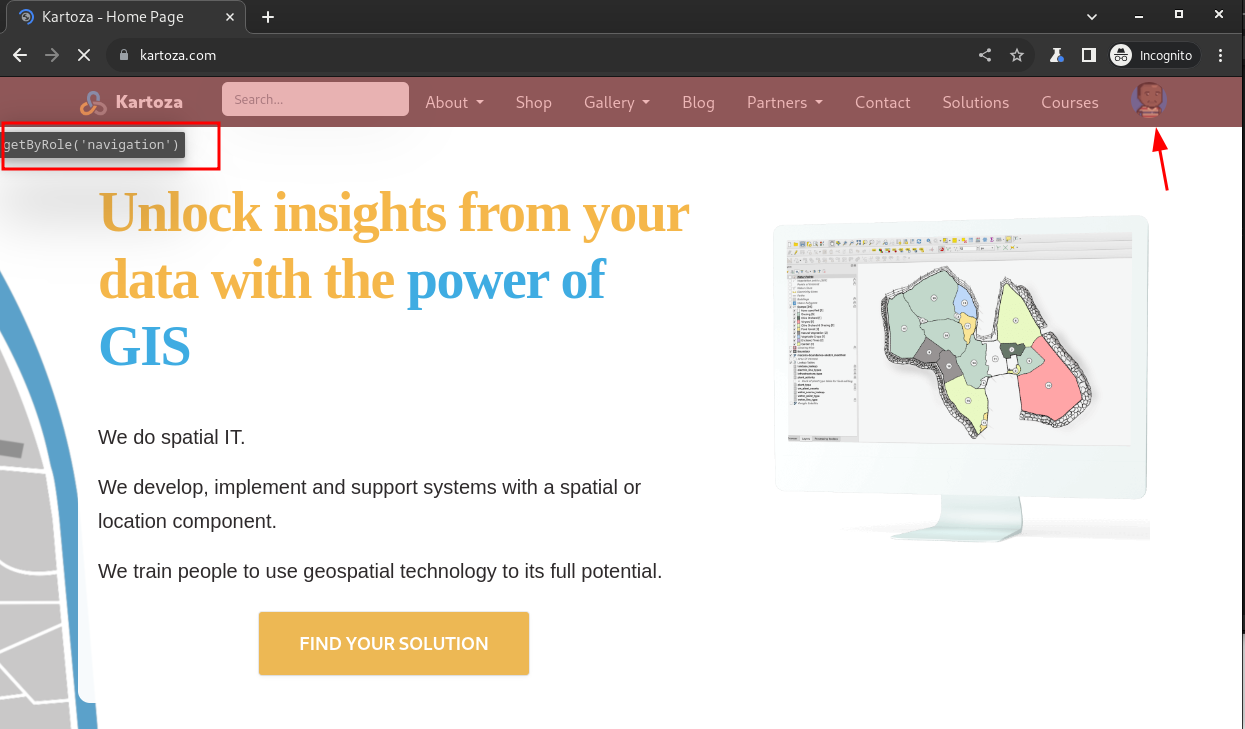 Kartoza - Home Page
kartoza.com
Incognito
Kartoza
Search...
About
Shop
Gallery
Blog
Partners
Contact
Solutions
Courses
getByRole('navigation')
Unlock insights from your
data with the power of
GIS
We do spatial IT.
We develop, implement and support systems with a spatial or
location component.
We train people to use geospatial technology to its full potential.
FIND YOUR SOLUTION